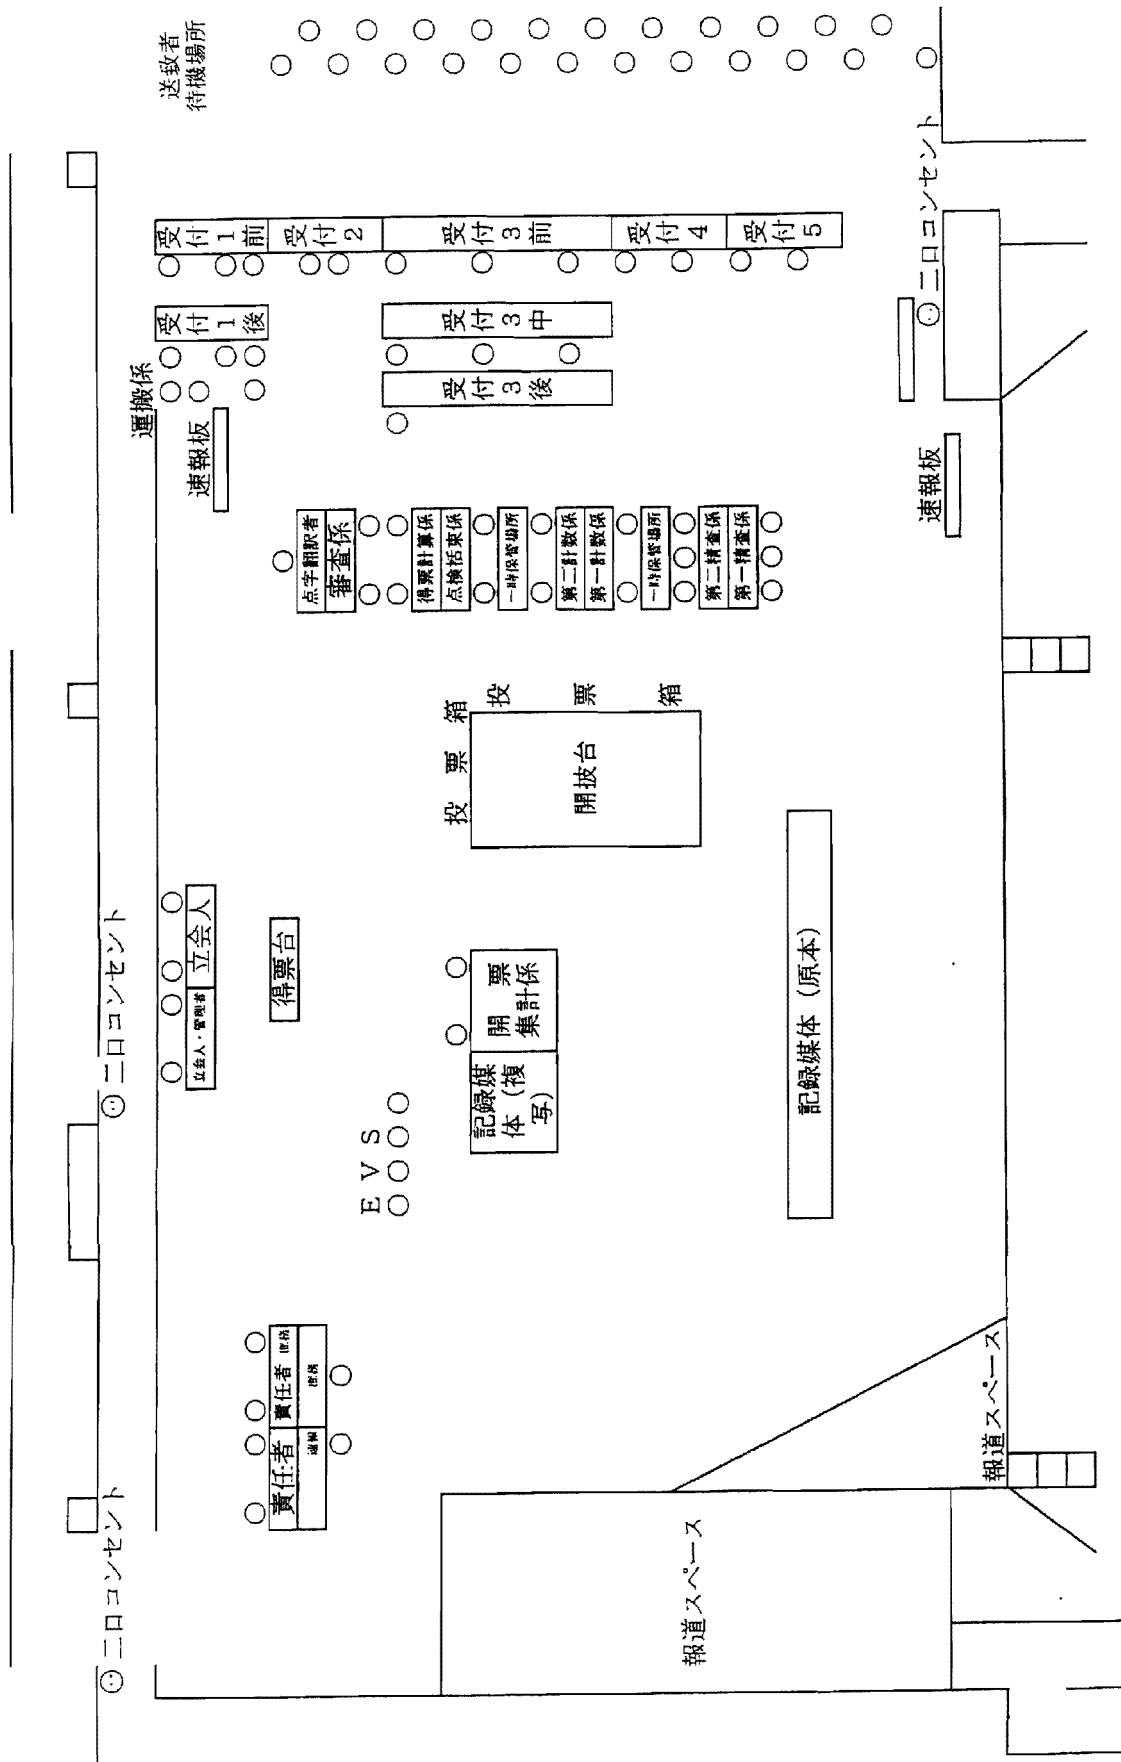 送致者
待機場所
受付1前
受付2
受付3前
受付4
受付5
二口コンセント
受付1後
受付3中
受付3後
運搬係
速報板
速報板
点字翻訳者
審査係
得票計算係
点検括束係
一時保管場所
第二計数係
第一計数係
一時保管場所
第二精査係
第一精査係
投票箱
投票箱
開披台
二口コンセント
立会人
立会人・管理者
得票台
開票
集計係
記録媒
体（複
写）
記録媒体（原本）
EVS
責任者 庶務
庶務
責任者
速報
二口コンセント
報道スペース
報道スペース